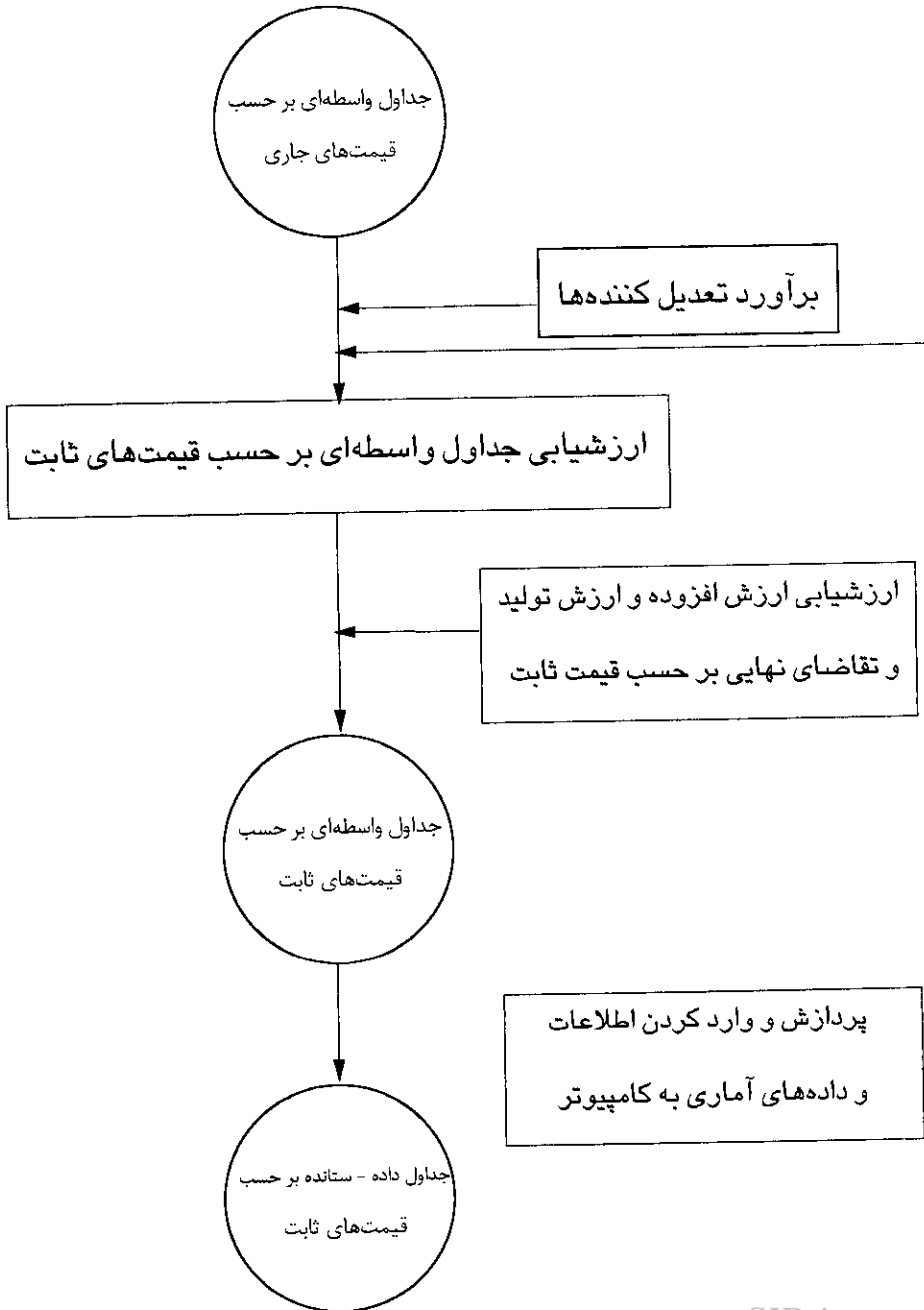 جداول واسطه‌ای بر حسب
قیمت‌های جاری
برآورد تعدیل کننده‌ها
ارزشیابی جداول واسطه‌ای بر حسب قیمت‌های ثابت
ارزشیابی ارزش افزوده و ارزش تولید
و تقاضای نهایی بر حسب قیمت ثابت
جداول واسطه‌ای بر حسب
قیمت‌های ثابت
پردازش و وارد کردن اطلاعات
و داده‌های آماری به کامپیوتر
جداول داده - ستانده بر حسب
قیمت‌های ثابت